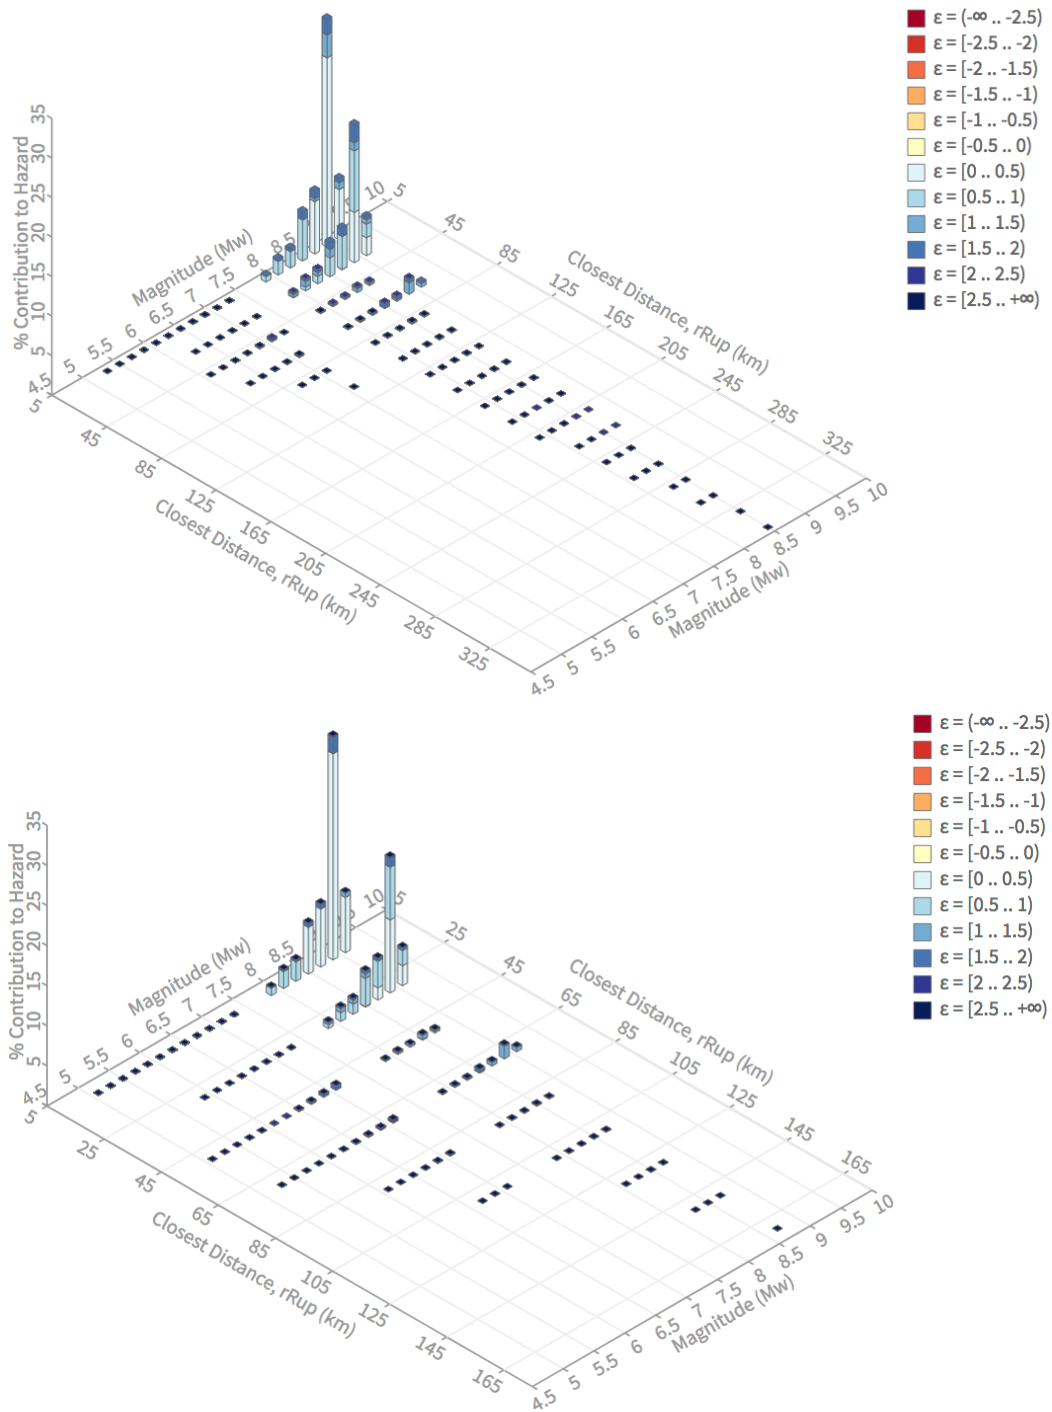 ε = (-∞ .. -2.5)
ε = [-2.5 .. -2)
ε = [-2 .. -1.5)
ε = [-1.5 .. -1)
ε = [-1 .. -0.5)
ε = [-0.5 .. 0)
ε = [0 .. 0.5)
ε = [0.5 .. 1)
ε = [1 .. 1.5)
ε = [1.5 .. 2)
ε = [2 .. 2.5)
ε = [2.5 .. +∞)
% Contribution to Hazard
35
30
25
20
15
10
5
Magnitude (Mw)
4.5
5
5.5
6
6.5
7
7.5
8
8.5
10
5
45
85
125
165
205
245
285
325
Closest Distance, rRup (km)
5
45
85
125
165
205
245
285
325
Closest Distance, rRup (km)
4.5
5
5.5
6
6.5
7
7.5
8
8.5
9
9.5
10
Magnitude (Mw)
ε = (-∞ .. -2.5)
ε = [-2.5 .. -2)
ε = [-2 .. -1.5)
ε = [-1.5 .. -1)
ε = [-1 .. -0.5)
ε = [-0.5 .. 0)
ε = [0 .. 0.5)
ε = [0.5 .. 1)
ε = [1 .. 1.5)
ε = [1.5 .. 2)
ε = [2 .. 2.5)
ε = [2.5 .. +∞)
% Contribution to Hazard
35
30
25
20
15
10
5
Magnitude (Mw)
4.5
5
5.5
6
6.5
7
7.5
8
8.5
10
5
25
45
65
85
105
125
145
165
Closest Distance, rRup (km)
5
25
45
65
85
105
125
145
165
Closest Distance, rRup (km)
4.5
5
5.5
6
6.5
7
7.5
8
8.5
9
9.5
10
Magnitude (Mw)